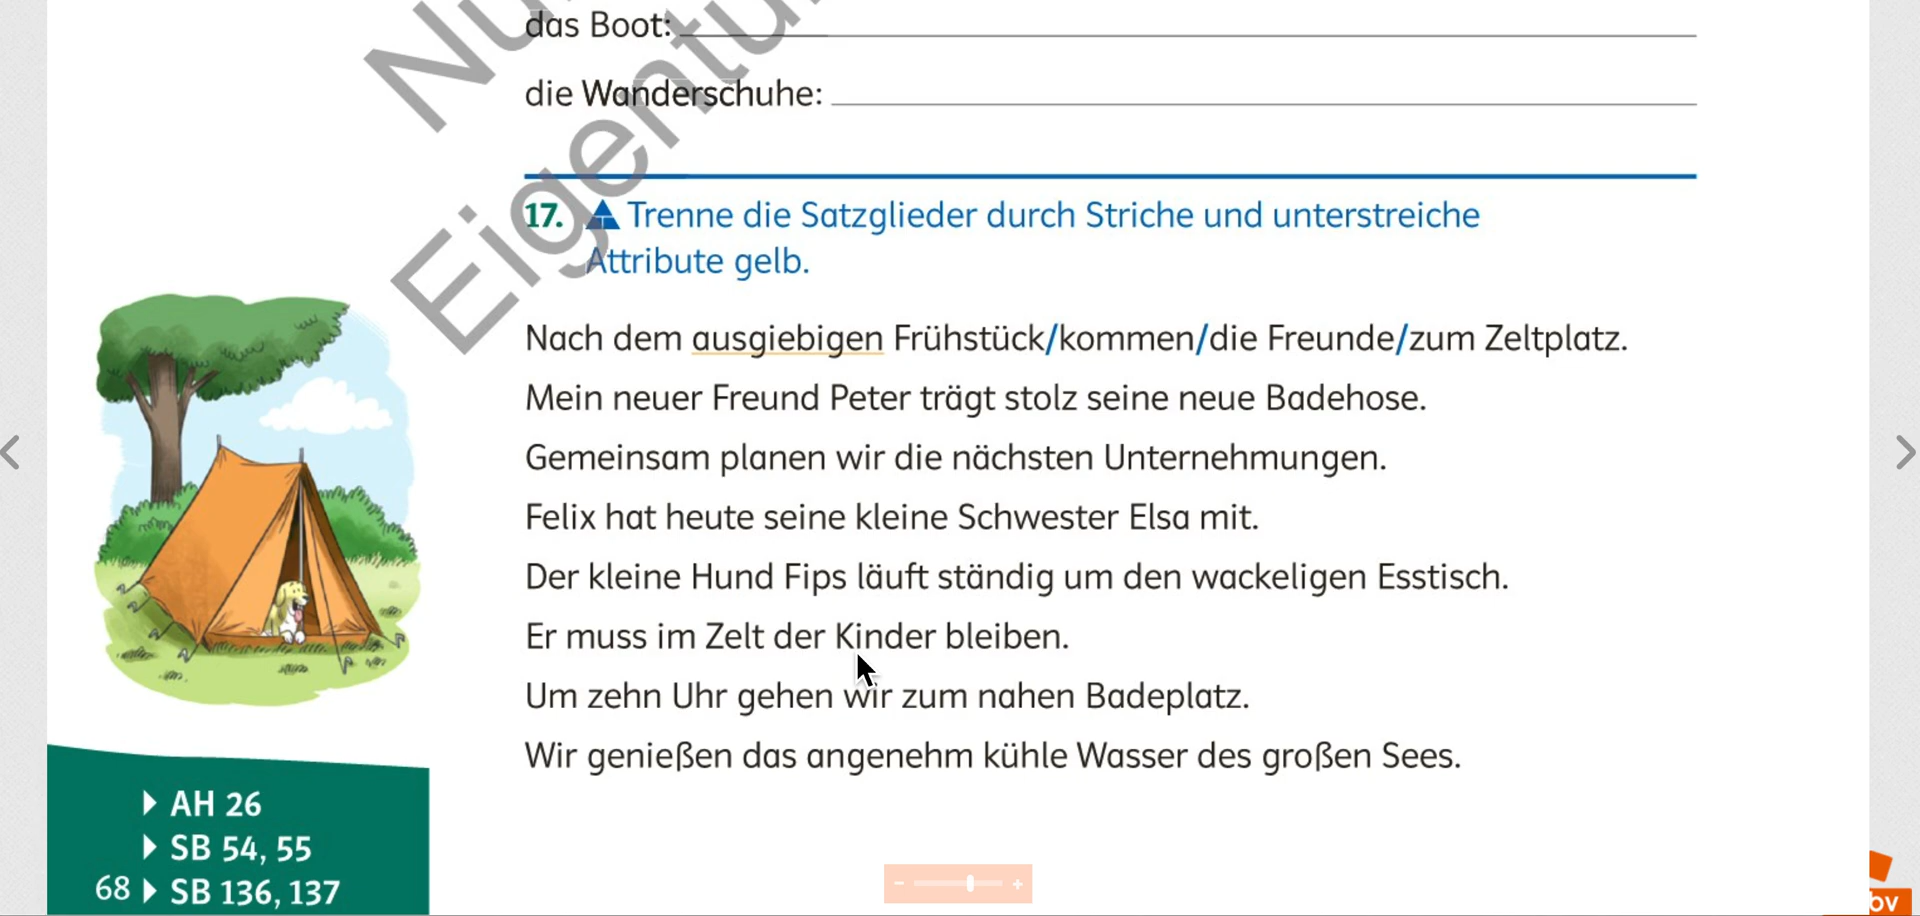 das Boot:
die Wanderschuhe:
17. Trenne die Satzglieder durch Striche und unterstreiche
Attribute gelb.
Nach dem ausgiebigen Frühstück/kommen/die Freunde/zum Zeltplatz.
Mein neuer Freund Peter trägt stolz seine neue Badehose.
Gemeinsam planen wir die nächsten Unternehmungen.
Felix hat heute seine kleine Schwester Elsa mit.
Der kleine Hund Fips läuft ständig um den wackeligen Esstisch.
Er muss im Zelt der Kinder bleiben.
Um zehn Uhr gehen wir zum nahen Badeplatz.
Wir genießen das angenehm kühle Wasser des großen Sees.
AH 26
SB 54, 55
68 SB 136, 137